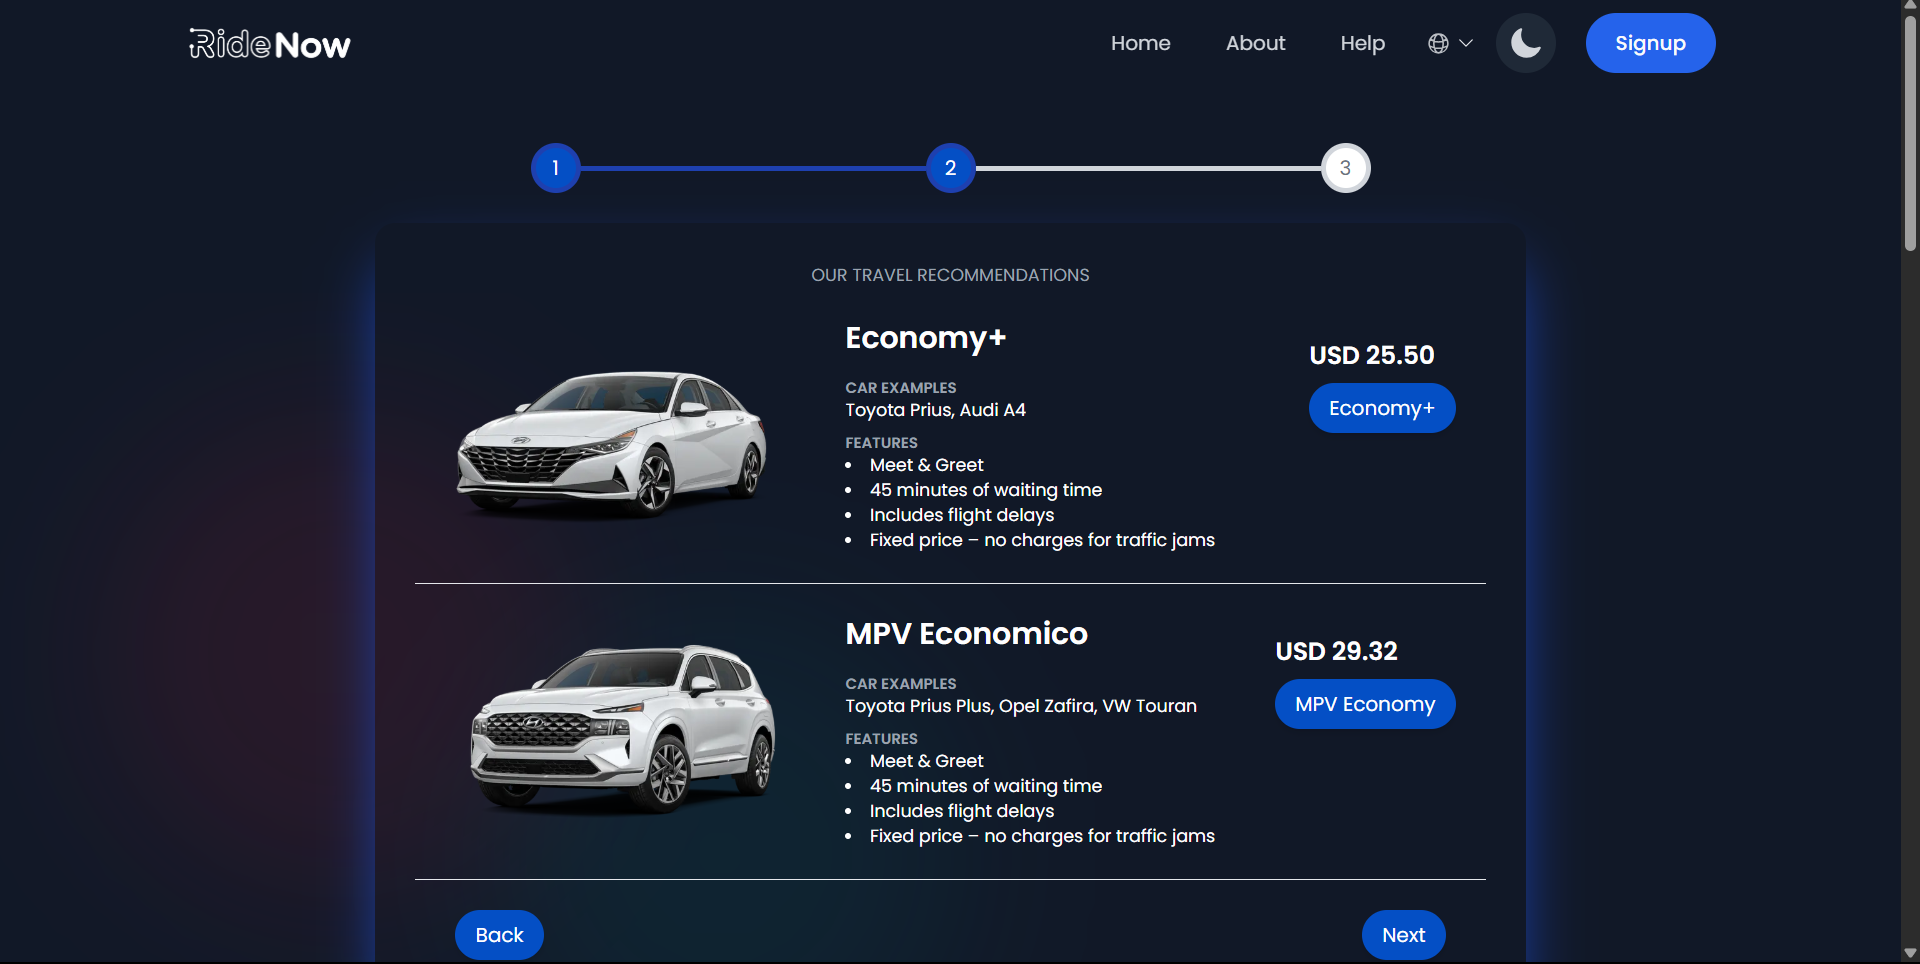 RideNow
Home
About
Help
Signup
1
2
3
OUR TRAVEL RECOMMENDATIONS
Economy+
CAR EXAMPLES
Toyota Prius, Audi A4
FEATURES
• Meet & Greet
• 45 minutes of waiting time
• Includes flight delays
• Fixed price – no charges for traffic jams
USD 25.50
Economy+
MPV Economico
CAR EXAMPLES
Toyota Prius Plus, Opel Zafira, VW Touran
FEATURES
• Meet & Greet
• 45 minutes of waiting time
• Includes flight delays
• Fixed price – no charges for traffic jams
USD 29.32
MPV Economy
Back
Next